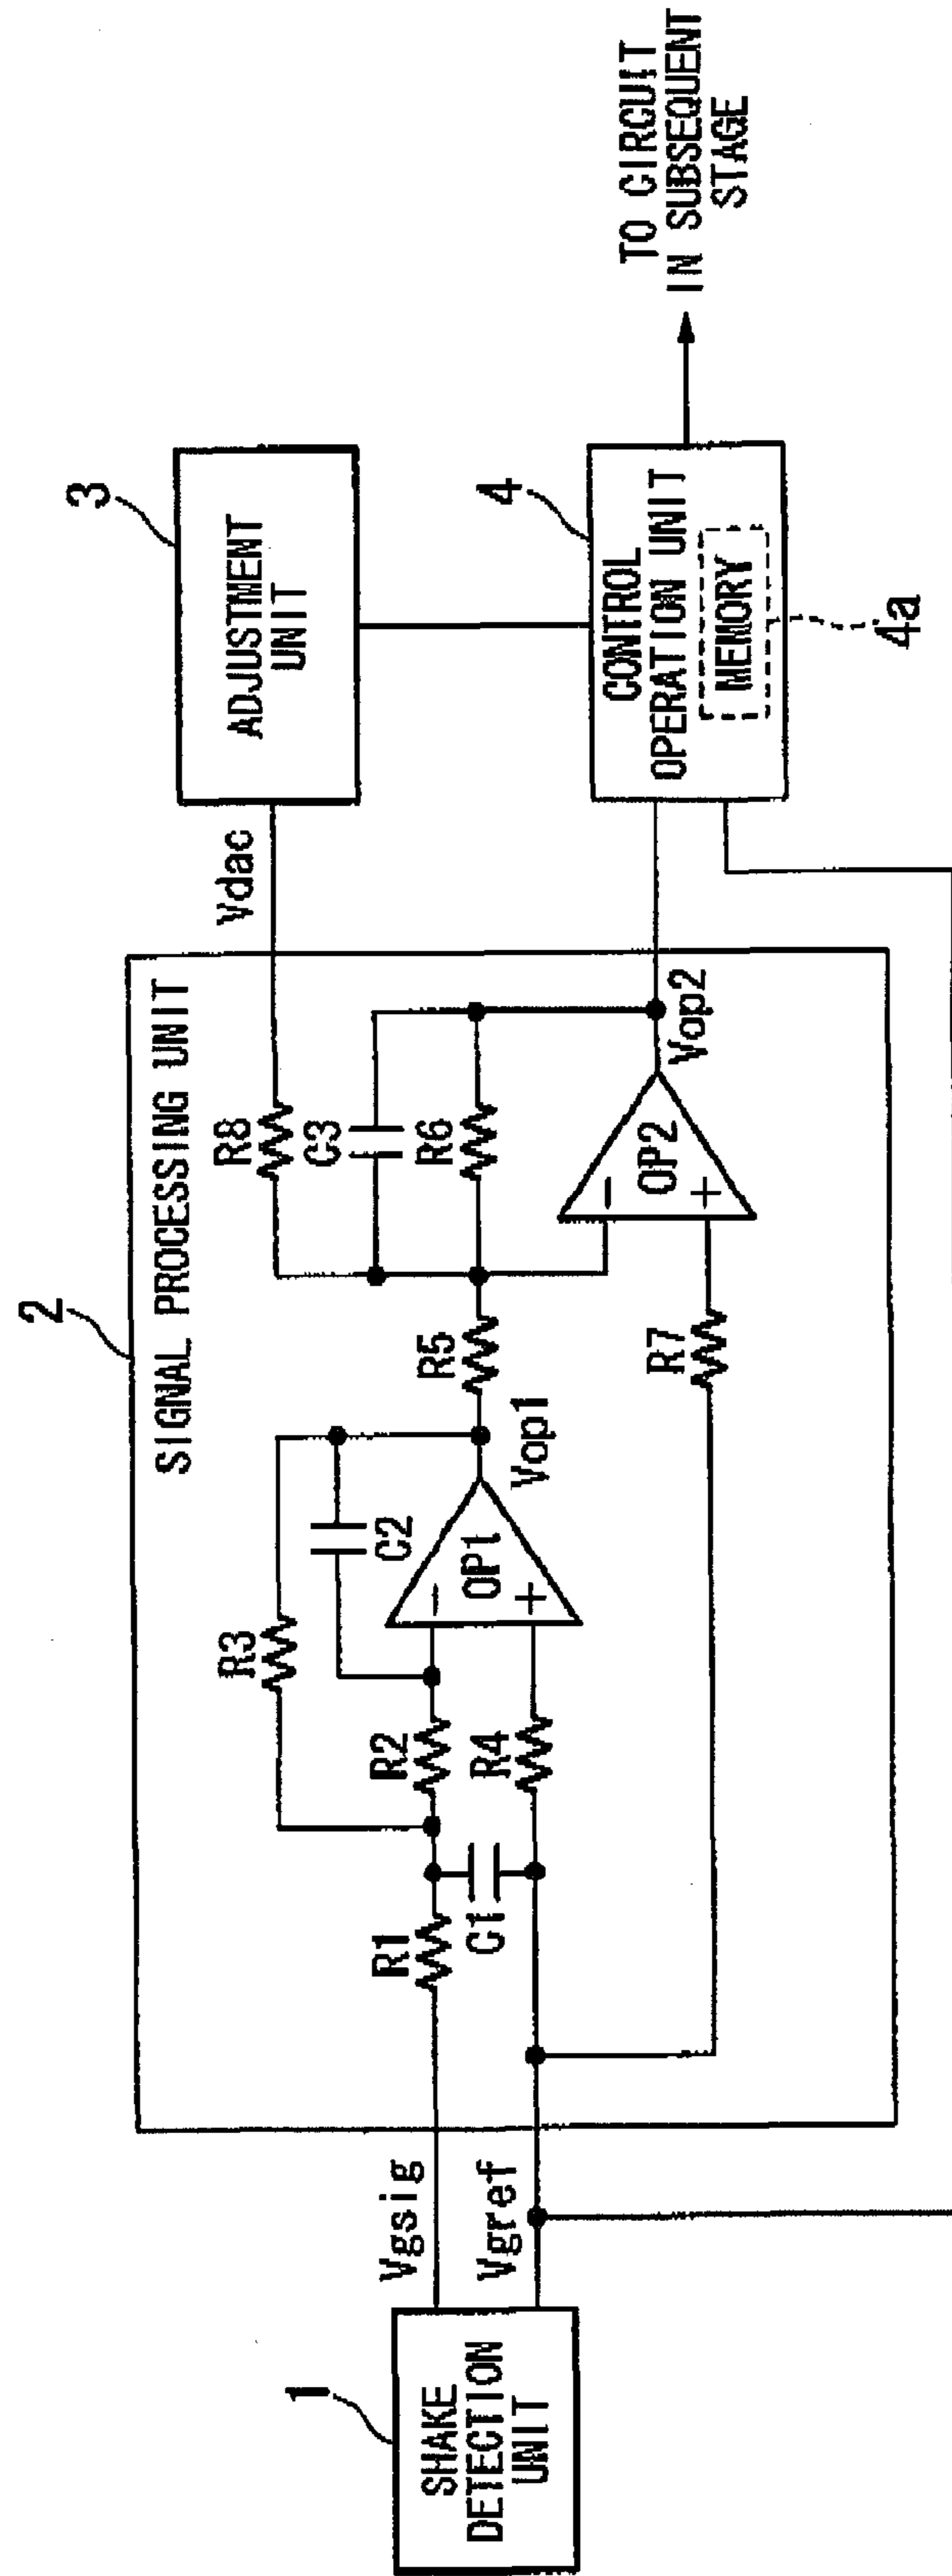 1
SHAKE
DETECTION
UNIT
Vgsig
Vgref
2
SIGNAL PROCESSING UNIT
R1
C1
R2
R3
R4
C2
OP1
−
+
Vop1
R5
R8
C3
R6
R7
OP2
−
+
Vop2
Vdac
3
ADJUSTMENT
UNIT
4
CONTROL
OPERATION UNIT
MEMORY
4a
TO CIRCUIT
IN SUBSEQUENT
STAGE